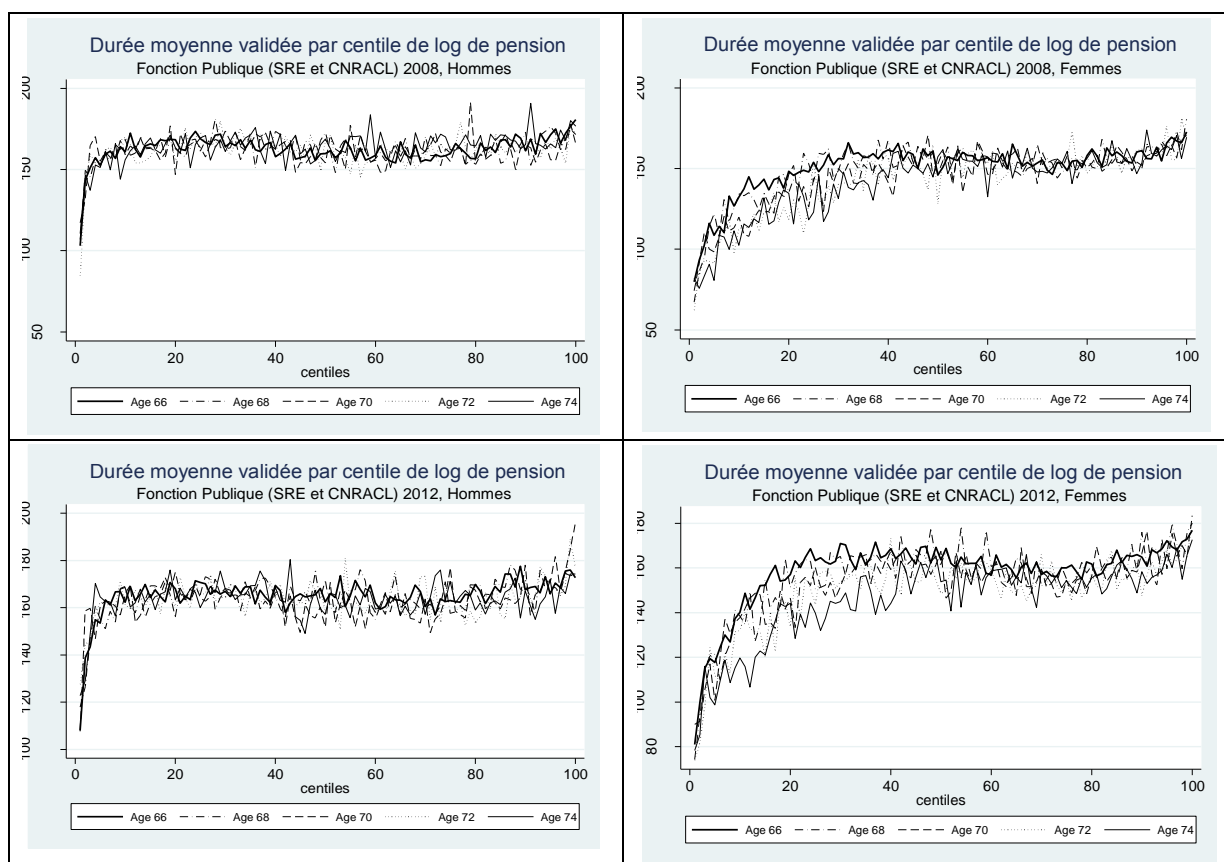 Durée moyenne validée par centile de log de pension
Fonction Publique (SRE et CNRACL) 2008, Hommes
200
150
100
50
0 20 40 60 80 100
centiles
Age 66 Age 68 Age 70 Age 72 Age 74
Durée moyenne validée par centile de log de pension
Fonction Publique (SRE et CNRACL) 2008, Femmes
200
150
100
50
0 20 40 60 80 100
centiles
Age 66 Age 68 Age 70 Age 72 Age 74
Durée moyenne validée par centile de log de pension
Fonction Publique (SRE et CNRACL) 2012, Hommes
200
180
160
140
120
100
0 20 40 60 80 100
centiles
Age 66 Age 68 Age 70 Age 72 Age 74
Durée moyenne validée par centile de log de pension
Fonction Publique (SRE et CNRACL) 2012, Femmes
180
160
140
120
100
80
0 20 40 60 80 100
centiles
Age 66 Age 68 Age 70 Age 72 Age 74